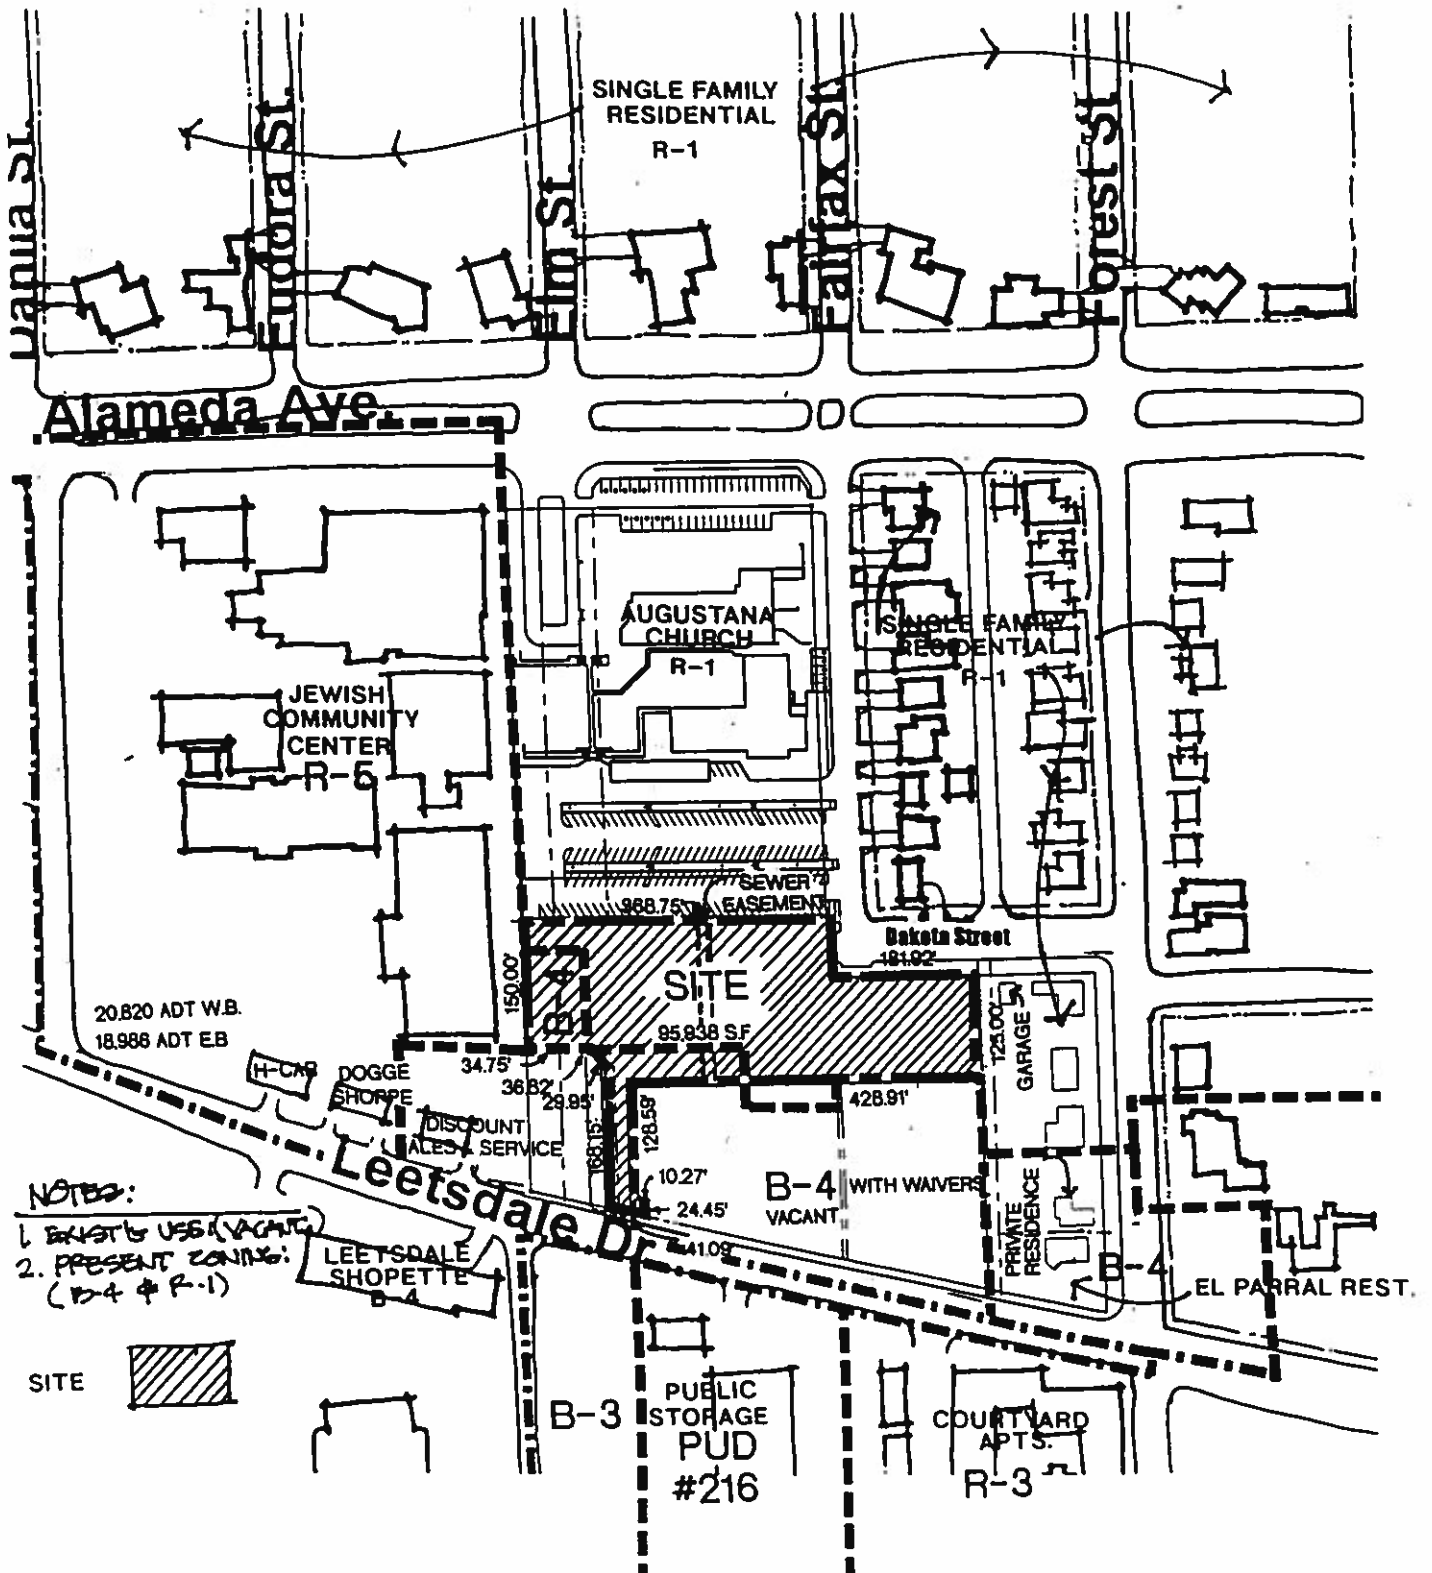 SINGLE FAMILY
RESIDENTIAL
R-1
Eudora St.
Elm St.
Fairfax St.
Forest St.
Alameda Ave.
AUGUSTANA
CHURCH
R-1
SINGLE FAMILY
RESIDENTIAL
R-1
JEWISH
COMMUNITY
CENTER
R-5
SEWER
EASEMENT
368.75'
Dakota Street
181.92'
150.00'
B-4
SITE
95.938 S.F.
125.00'
GARAGE
20.820 ADT W.B.
18.986 ADT E.B
34.75'
36.82'
29.95'
168.15'
128.59'
428.91'
H-CAR
DOGGE
SHOPPE
DISCOUNT
ALES & SERVICE
Leetsdale Dr.
10.27'
24.45'
41.09'
B-4 WITH WAIVERS
VACANT
PRIVATE
RESIDENCE
B-4
EL PARRAL REST.
NOTES:
1. EXIST'G USE: (VACANT)
2. PRESENT ZONING:
(B-4 & R-1)
LEETSDALE
SHOPETTE
B-4
SITE
B-3
PUBLIC
STORAGE
PUD
#216
COURTYARD
APTS.
R-3